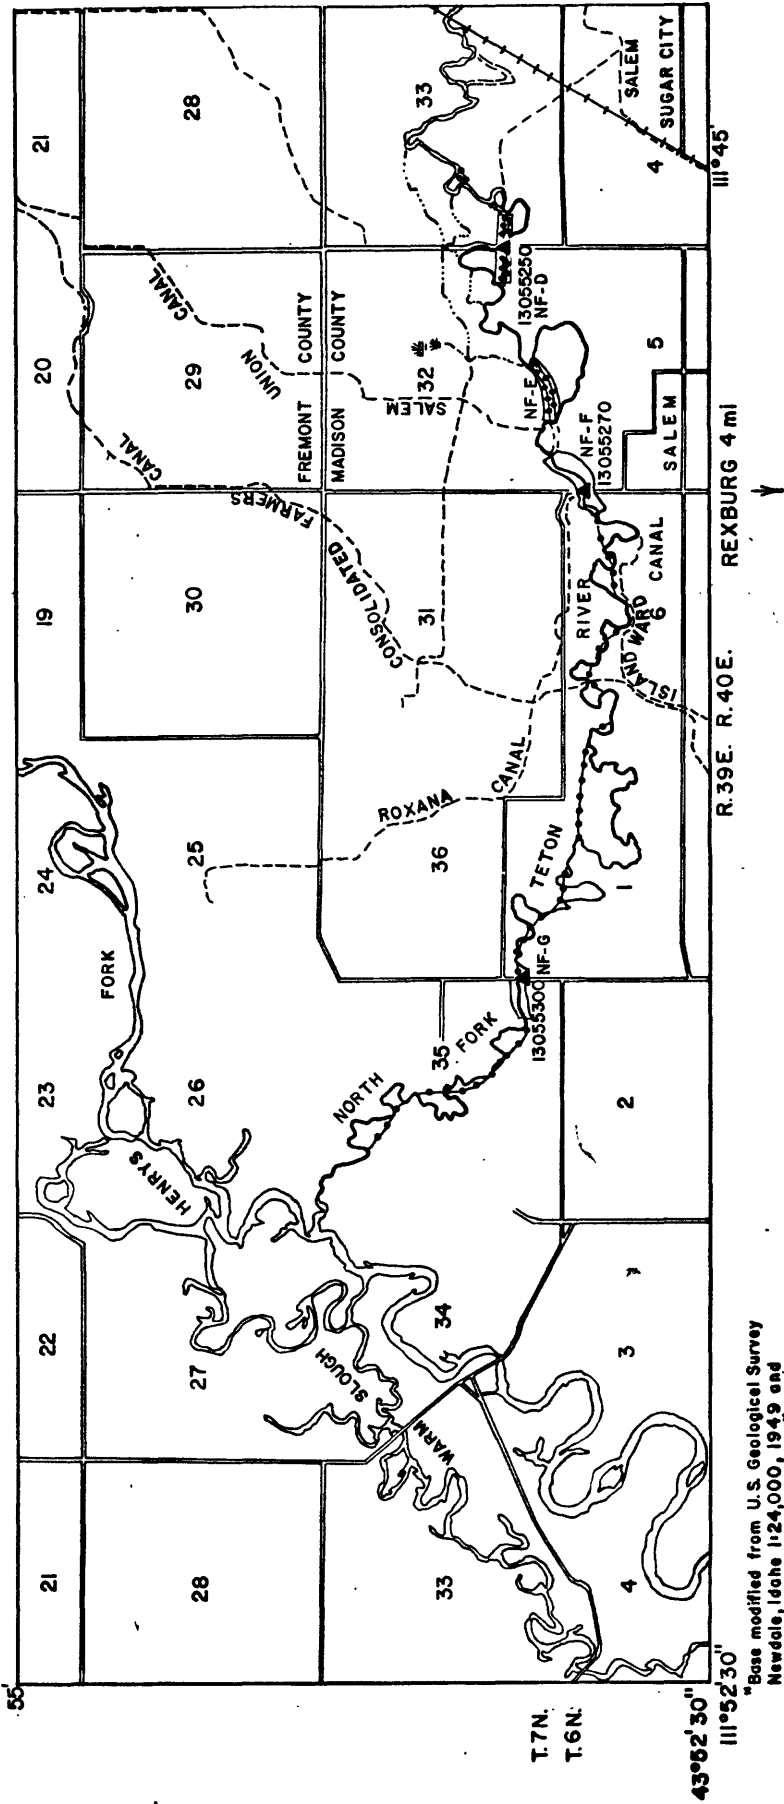 55'
21
22
23
24
19
20
21
28
27
26
25
30
29
28
CANAL
CANAL
UNION
FARMERS
FREMONT COUNTY
MADISON COUNTY
FORK
HENRYS
SLOUGH
WARM
33
34
35
36
31
32
33
CONSOLIDATED
SALEM
ROXANA
CANAL
NORTH
FORK
TETON
RIVER
13055300
NF-G
NF-F
13055270
NF-E
13055250
NF-D
ISLAND WARD
CANAL
ISLAND
SALEM
SALEM
SUGAR CITY
T.7N.
T.6N.
4
3
2
1
6
5
4
43°52'30"
111°52'30"
R.39E. R.40E.
REXBURG 4 mi
111°45'
*Base modified from U.S. Geological Survey
Newdale, Idaho 1:24,000, 1949 and